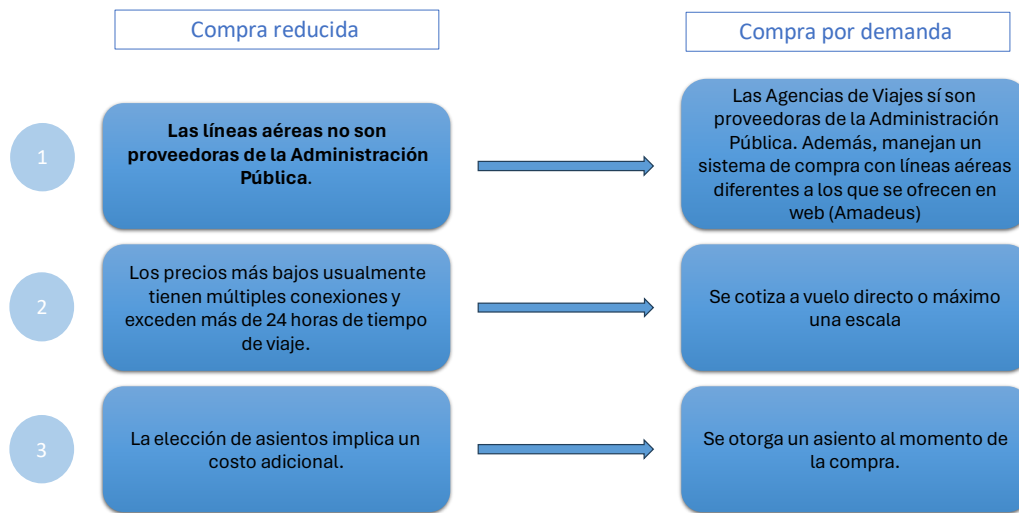 Compra reducida
Compra por demanda
1
Las líneas aéreas no son
proveedoras de la Administración
Pública.
Las Agencias de Viajes sí son
proveedoras de la Administración
Pública. Además, manejan un
sistema de compra con líneas aéreas
diferentes a los que se ofrecen en
web (Amadeus)
2
Los precios más bajos usualmente
tienen múltiples conexiones y
exceden más de 24 horas de tiempo
de viaje.
Se cotiza a vuelo directo o máximo
una escala
3
La elección de asientos implica un
costo adicional.
Se otorga un asiento al momento de
la compra.